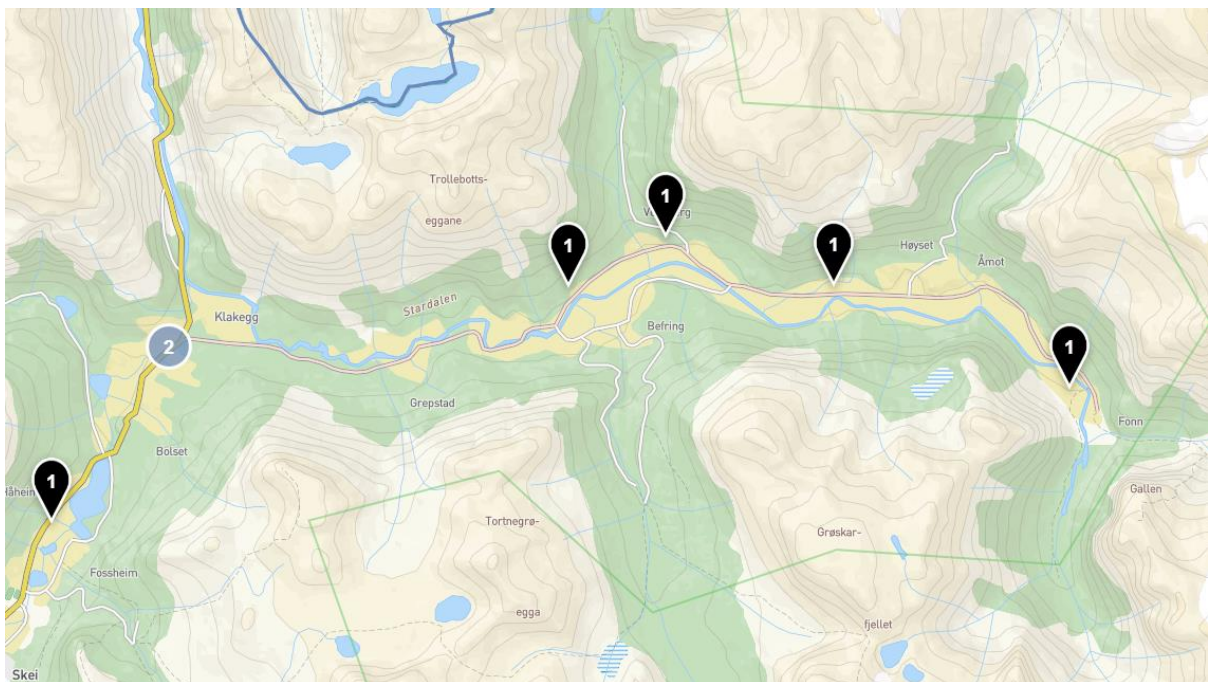 Trollebotts-
eggane
1
1
1
1
Høyset
Åmot
Stardalen
Klakegg
2
Befring
1
Grepstad
Fonn
Bolset
1
Gallen
Tortnegrø-
egga
Grøskar-
fjellet
Fossheim
Skei